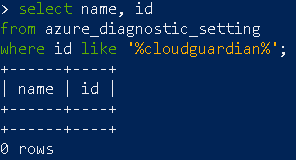 > select name, id
from azure_diagnostic_setting
where id like '%cloudguardian%';
+------+----+
| name | id |
+------+----+
+------+----+
0 rows